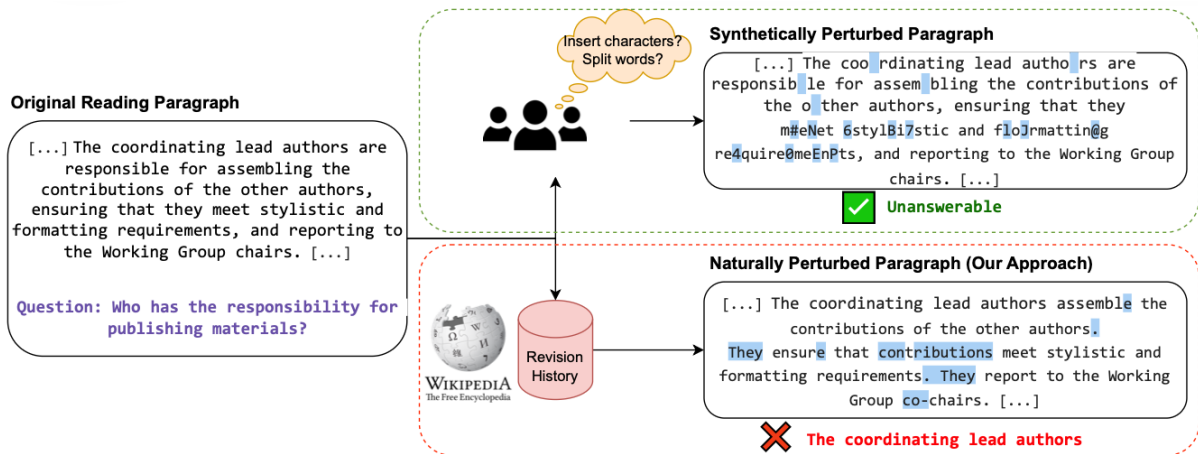 Original Reading Paragraph
[...] The coordinating lead authors are
responsible for assembling the
contributions of the other authors,
ensuring that they meet stylistic and
formatting requirements, and reporting to
the Working Group chairs. [...]
Question: Who has the responsibility for
publishing materials?
Insert characters?
Split words?
Synthetically Perturbed Paragraph
[...] The coo rdinating lead autho rs are
responsib le for assem bling the contributions of
the o ther authors, ensuring that they
m#eNet 6stylBi7stic and floJrmattin@g
re4quire0meEnPts, and reporting to the Working Group
chairs. [...]
Unanswerable
WIKIPEDIA
The Free Encyclopedia
Revision
History
Naturally Perturbed Paragraph (Our Approach)
[...] The coordinating lead authors assemble the
contributions of the other authors.
They ensure that contributions meet stylistic and
formatting requirements. They report to the Working
Group co-chairs. [...]
The coordinating lead authors